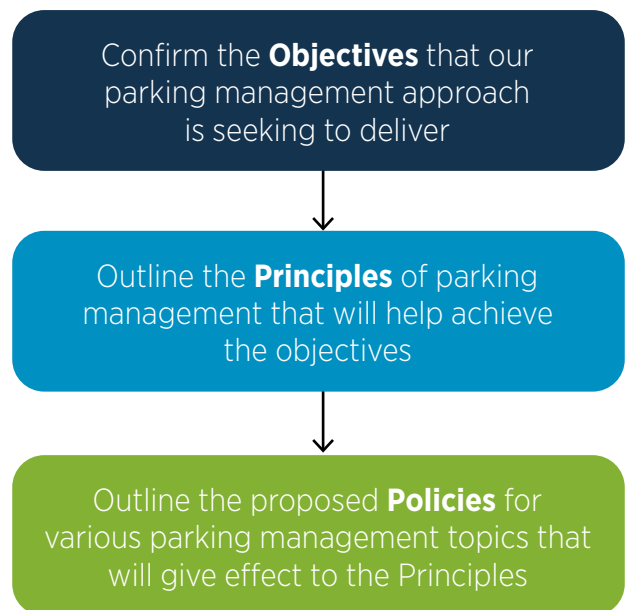 Confirm the Objectives that our
parking management approach
is seeking to deliver
Outline the Principles of parking
management that will help achieve
the objectives
Outline the proposed Policies for
various parking management topics that
will give effect to the Principles